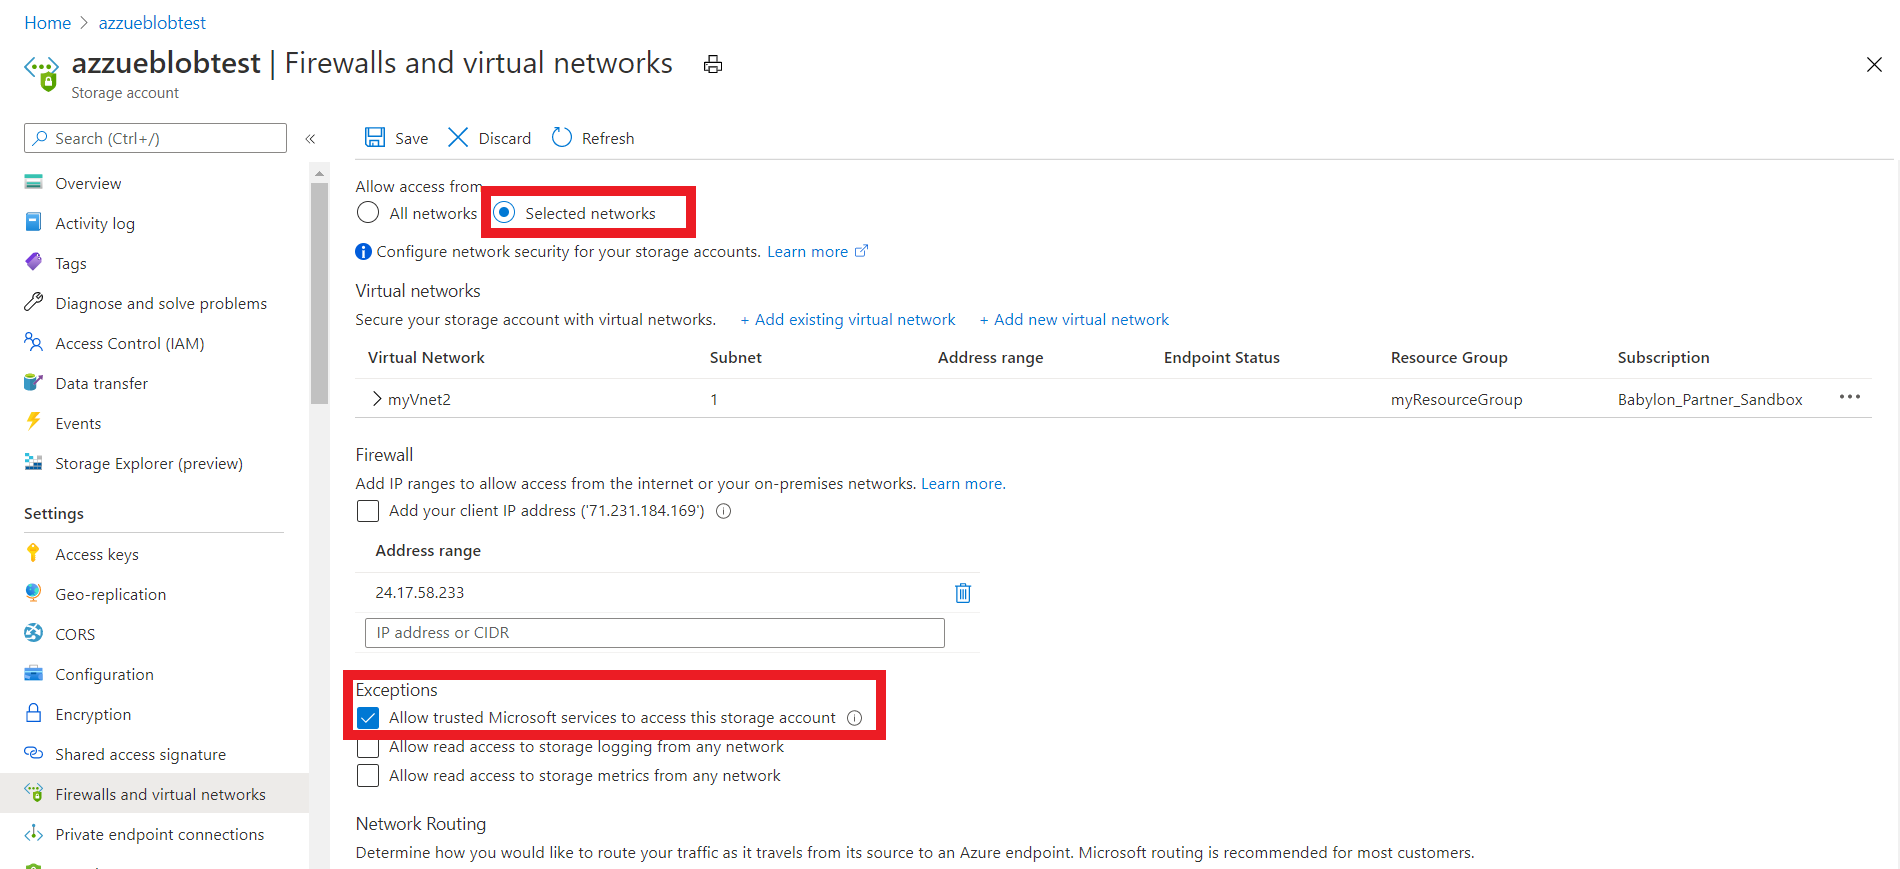 Home > azzueblobtest
azzueblobtest | Firewalls and virtual networks
Storage account
Search (Ctrl+/)
«
Overview
Activity log
Tags
Diagnose and solve problems
Access Control (IAM)
Data transfer
Events
Storage Explorer (preview)
Settings
Access keys
Geo-replication
CORS
Configuration
Encryption
Shared access signature
Firewalls and virtual networks
Private endpoint connections
Save Discard Refresh
Allow access from
All networks Selected networks
Configure network security for your storage accounts. Learn more
Virtual networks
Secure your storage account with virtual networks. + Add existing virtual network + Add new virtual network
Virtual Network Subnet Address range Endpoint Status Resource Group Subscription
myVnet2 1 myResourceGroup Babylon_Partner_Sandbox ...
Firewall
Add IP ranges to allow access from the internet or your on-premises networks. Learn more.
Add your client IP address ('71.231.184.169')
Address range
24.17.58.233
IP address or CIDR
Exceptions
Allow trusted Microsoft services to access this storage account
Allow read access to storage logging from any network
Allow read access to storage metrics from any network
Network Routing
Determine how you would like to route your traffic as it travels from its source to an Azure endpoint. Microsoft routing is recommended for most customers.